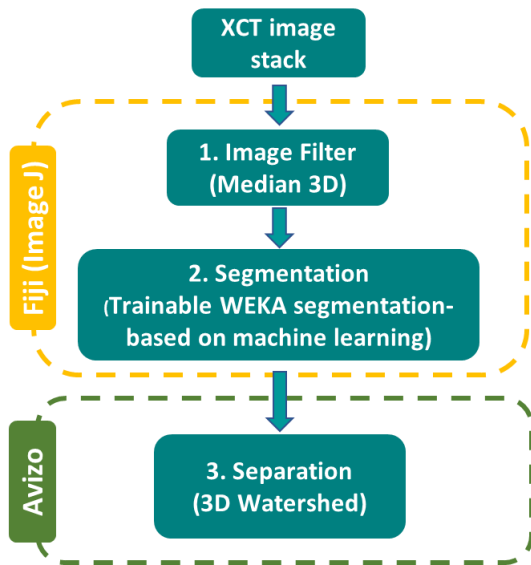 XCT image
stack
Fiji (Image J)
1. Image Filter
(Median 3D)
2. Segmentation
(Trainable WEKA segmentation-
based on machine learning)
Avizo
3. Separation
(3D Watershed)